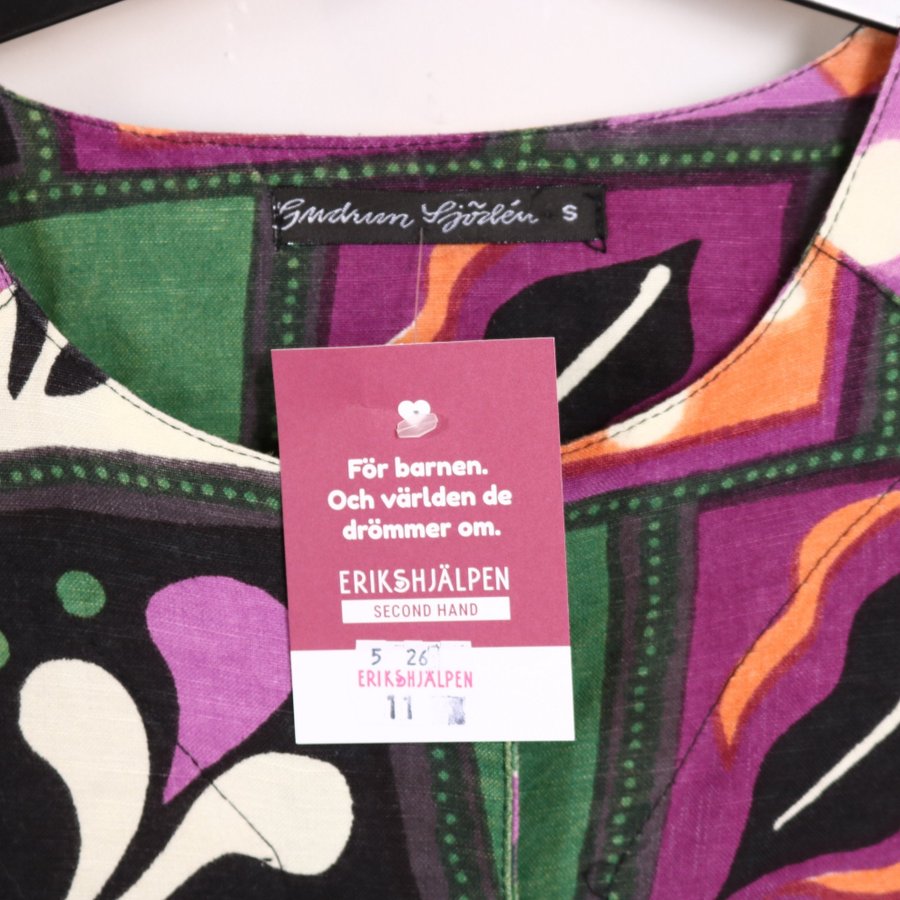 Gudrun Sjödén S
För barnen.
Och världen de
drömmer om.
ERIKSHJÄLPEN
SECOND HAND
5 26
ERIKSHJÄLPEN
11